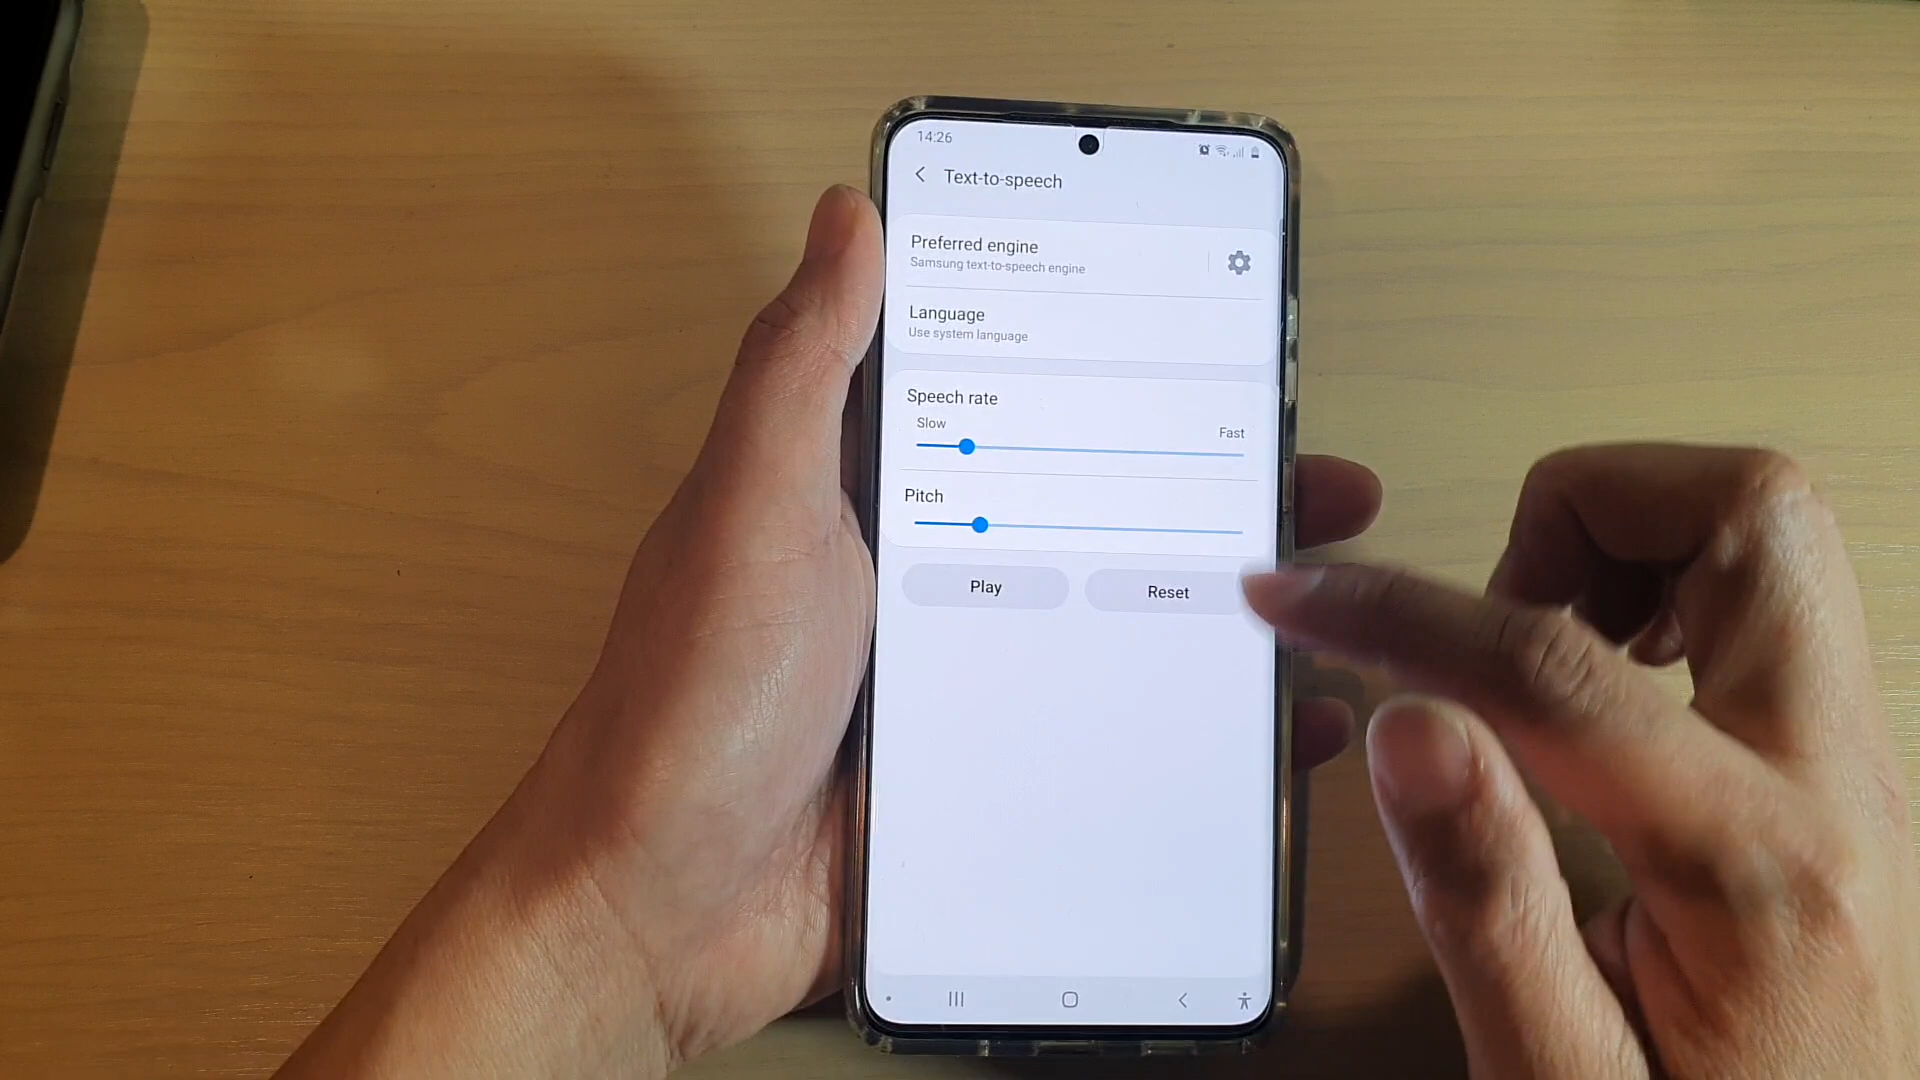 14:26
Text-to-speech
Preferred engine
Samsung text-to-speech engine
Language
Use system language
Speech rate
Slow
Fast
Pitch
Play
Reset